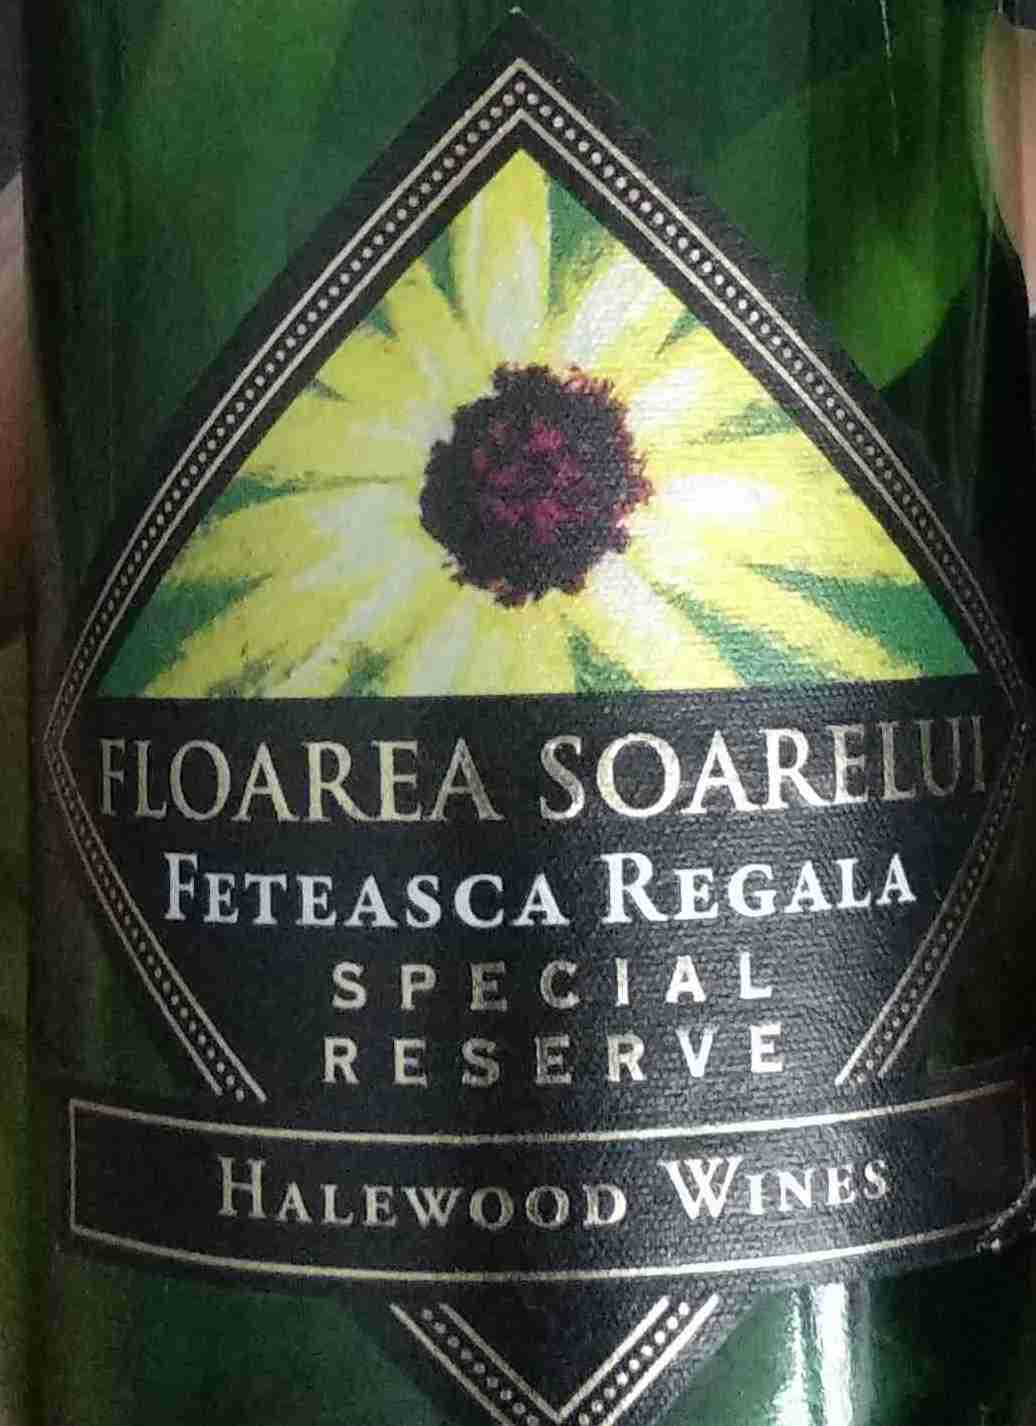 FLOAREA SOARELUI
FETEASCA REGALA
SPECIAL
RESERVE
HALEWOOD WINES